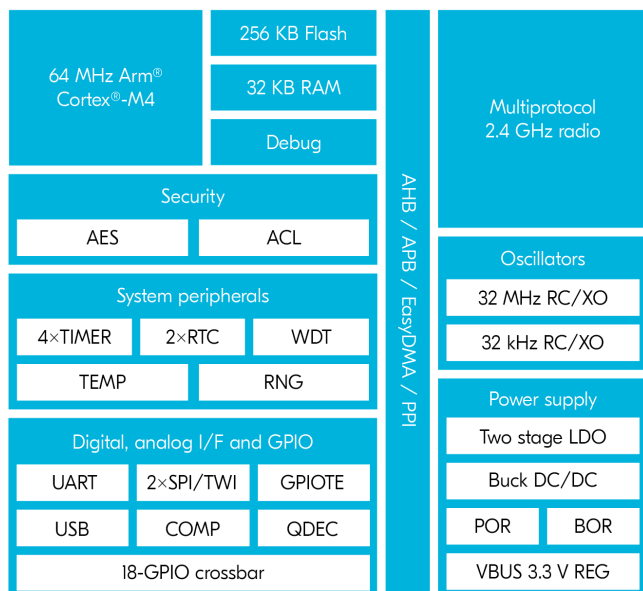 64 MHz Arm®
Cortex®-M4
256 KB Flash
32 KB RAM
Debug
Security
AES
ACL
System peripherals
4×TIMER
2×RTC
WDT
TEMP
RNG
Digital, analog I/F and GPIO
UART
2×SPI/TWI
GPIOTE
USB
COMP
QDEC
18-GPIO crossbar
AHB / APB / EasyDMA / PPI
Multiprotocol
2.4 GHz radio
Oscillators
32 MHz RC/XO
32 kHz RC/XO
Power supply
Two stage LDO
Buck DC/DC
POR
BOR
VBUS 3.3 V REG